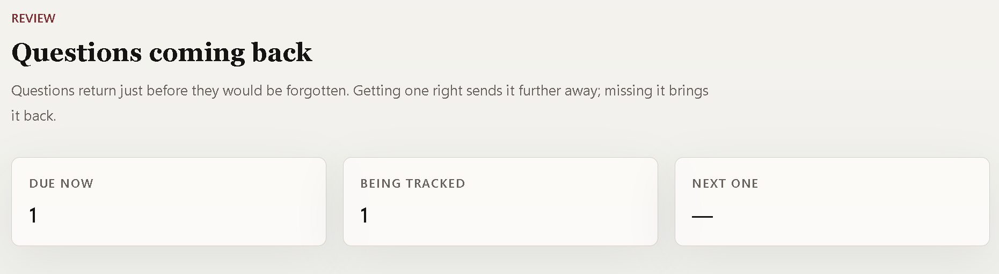 REVIEW
Questions coming back
Questions return just before they would be forgotten. Getting one right sends it further away; missing it brings
it back.
DUE NOW
1
BEING TRACKED
1
NEXT ONE
—